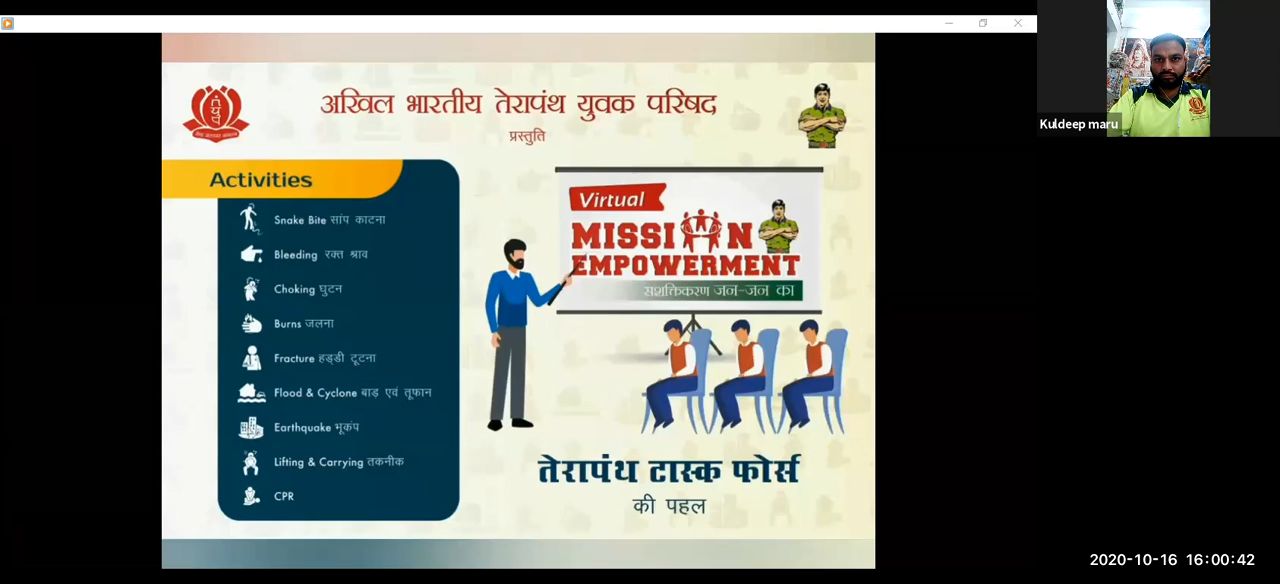 अखिल भारतीय तेरापंथ युवक परिषद
प्रस्तुति
Activities
Snake Bite सांप काटना
Bleeding रक्त श्राव
Choking घुटन
Burns जलना
Fracture हड्डी टूटना
Flood & Cyclone बाड़ एवं तूफान
Earthquake भूकंप
Lifting & Carrying तकनीक
CPR
Virtual
MISSION
EMPOWERMENT
सशक्तिकरण जन-जन का
तेरापंथ टास्क फोर्स
की पहल
Kuldeep maru
2020-10-16 16:00:42